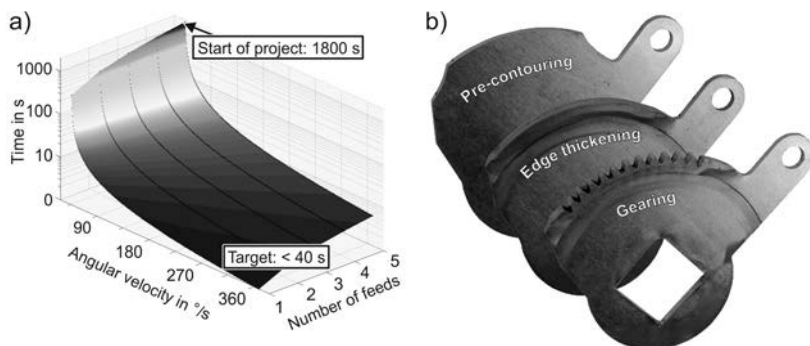 a)
Start of project: 1800 s
1000
100
10
0
Time in s
90
180
270
360
Angular velocity in °/s
Target: < 40 s
1
2
3
4
5
Number of feeds
b)
Pre-contouring
Edge thickening
Gearing